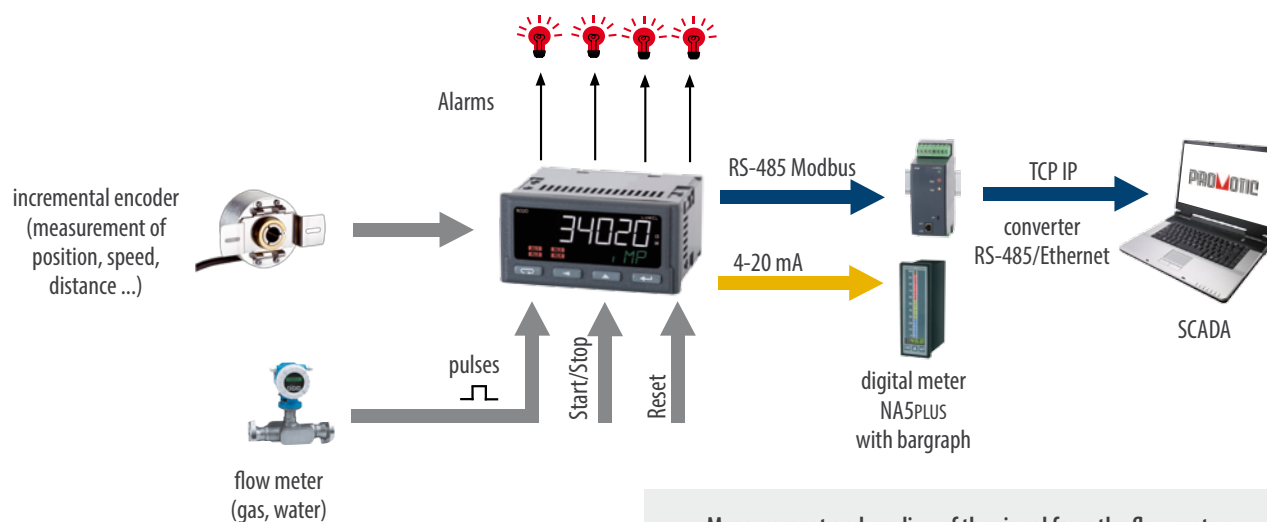 Alarms
incremental encoder
(measurement of
position, speed,
distance ...)
34020
LUMEL
MP
RS-485 Modbus
TCP IP
converter
RS-485/Ethernet
PROMOTIC
SCADA
4-20 mA
digital meter
NA5PLUS
with bargraph
pulses
Start/Stop
Reset
flow meter
(gas, water)